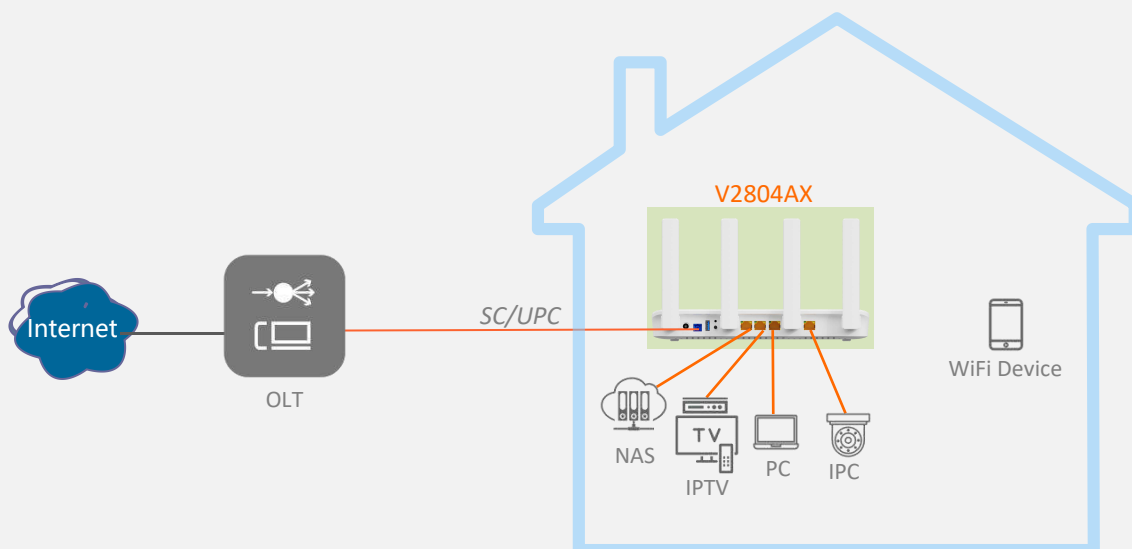 V2804AX
Internet
SC/UPC
OLT
WiFi Device
TV
NAS
IPTV
PC
IPC